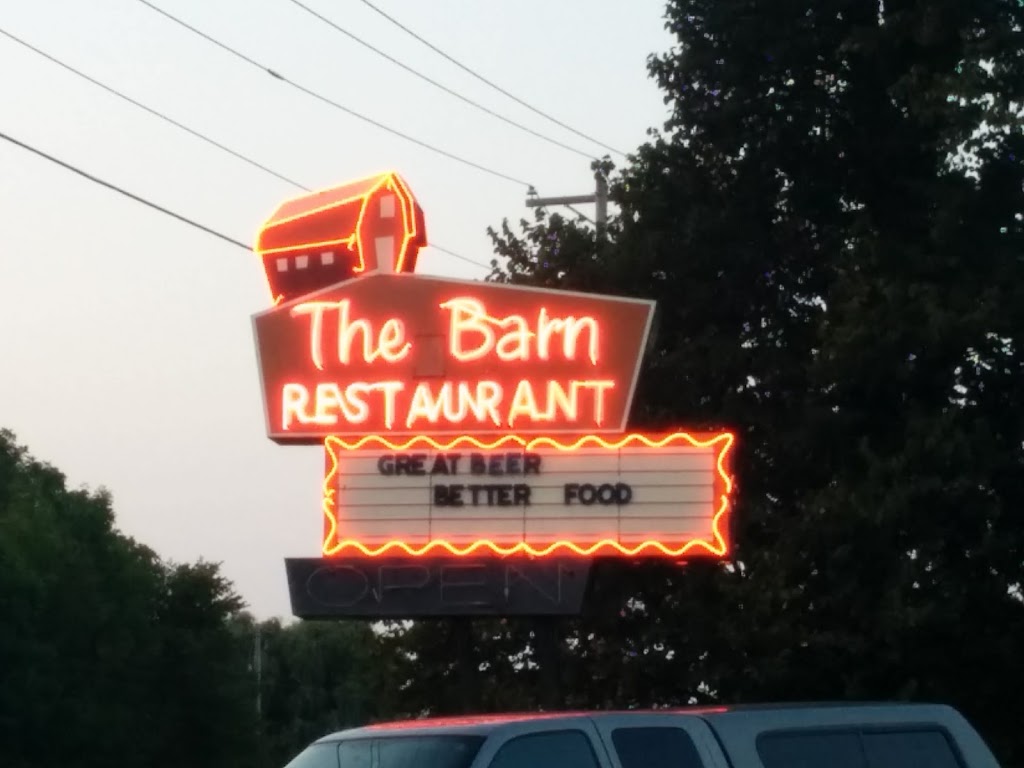 The Barn
RESTAURANT
GREAT BEER
BETTER FOOD
OPEN